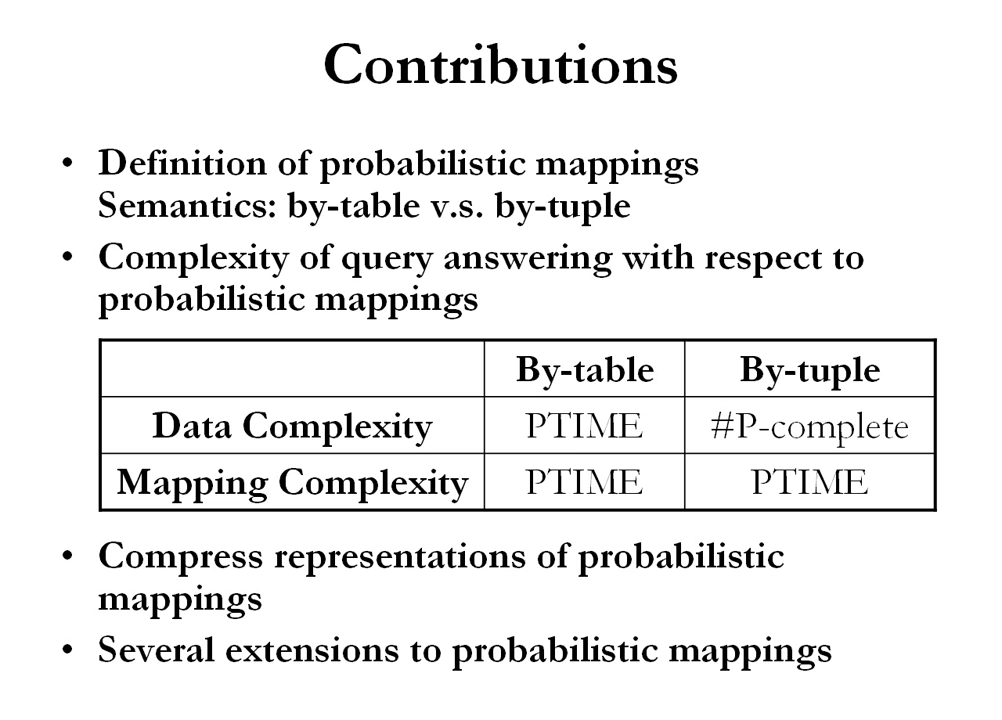 Contributions
• Definition of probabilistic mappings
Semantics: by-table v.s. by-tuple
• Complexity of query answering with respect to
probabilistic mappings
By-table By-tuple
Data Complexity PTIME #P-complete
Mapping Complexity PTIME PTIME
• Compress representations of probabilistic
mappings
• Several extensions to probabilistic mappings